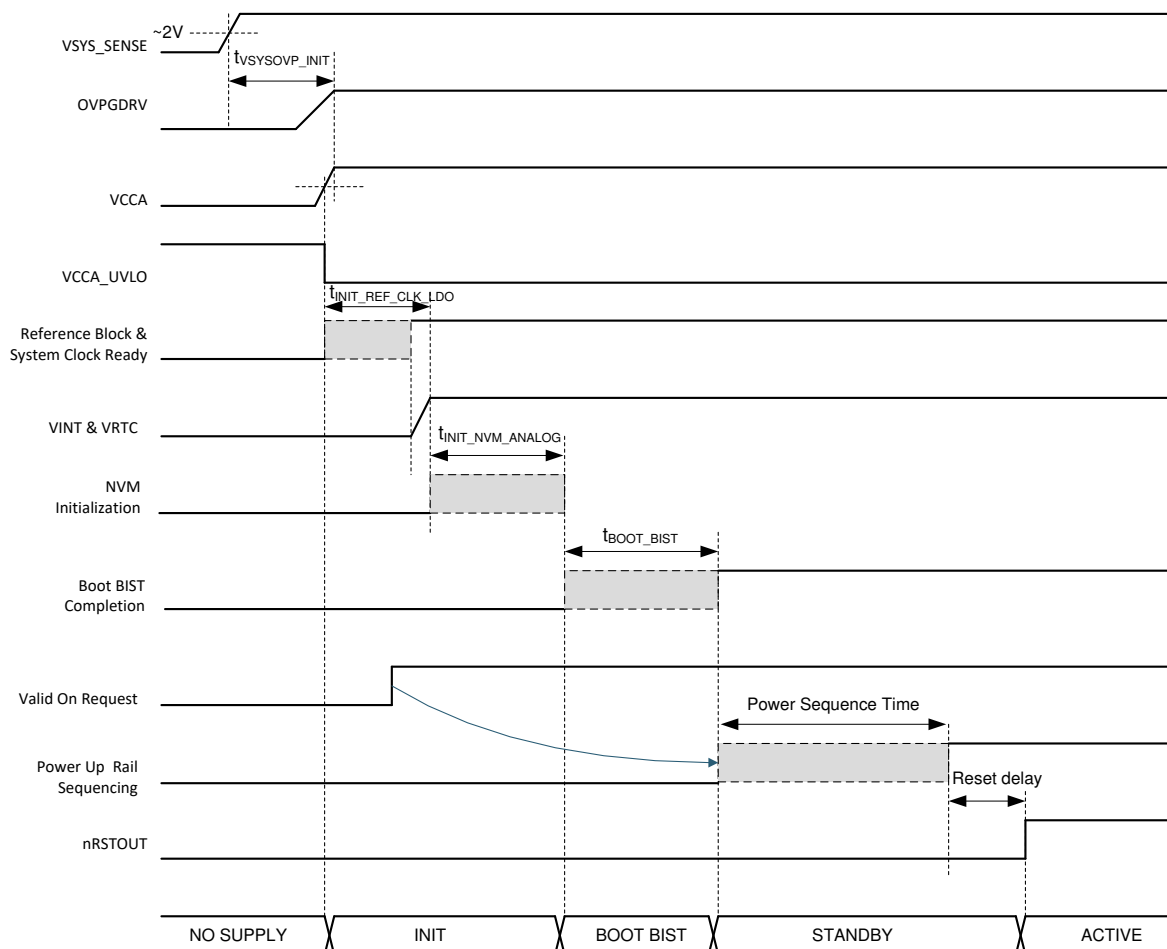 ~2V
VSYS_SENSE
tVSYSOVP_INIT
OVPGDRV
VCCA
VCCA_UVLO
tINIT_REF_CLK_LDO
Reference Block &
System Clock Ready
VINT & VRTC
tINIT_NVM_ANALOG
NVM
Initialization
tBOOT_BIST
Boot BIST
Completion
Valid On Request
Power Sequence Time
Power Up Rail
Sequencing
Reset delay
nRSTOUT
NO SUPPLY
INIT
BOOT BIST
STANDBY
ACTIVE